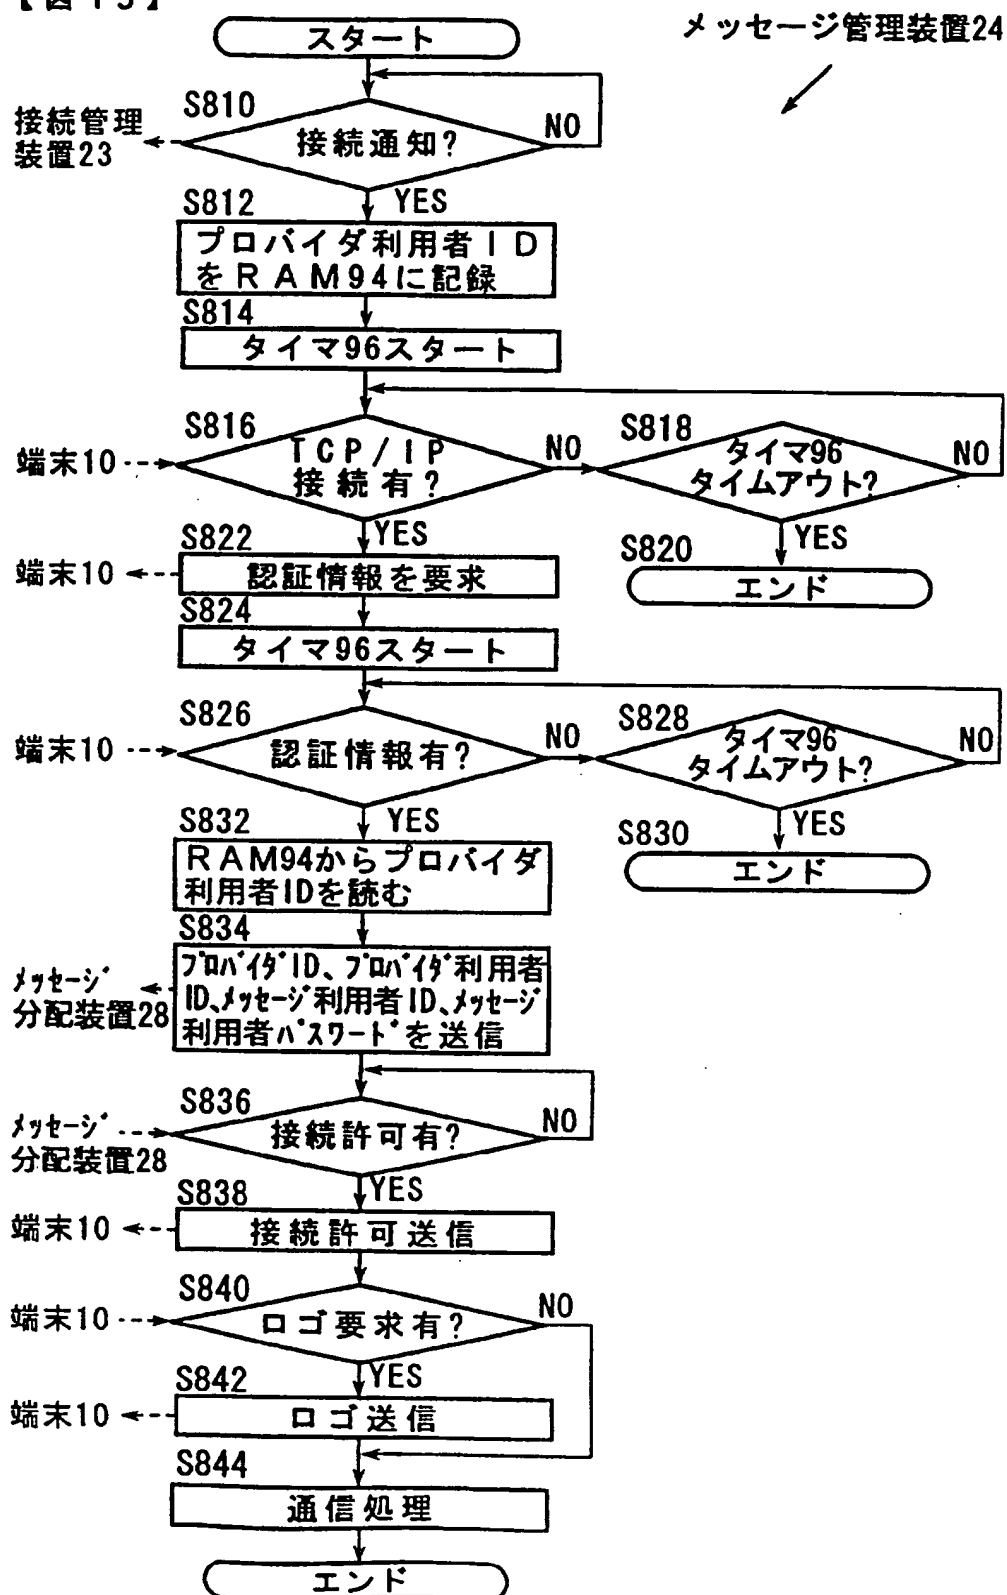 メッセージ管理装置24
スタート
S810
接続管理
装置23
接続通知?
NO
YES
S812
プロバイダ利用者ID
をRAM94に記録
S814
タイマ96スタート
S816
端末10
TCP/IP
接続有?
NO
S818
タイマ96
タイムアウト?
NO
YES
YES
S820
エンド
S822
端末10
認証情報を要求
S824
タイマ96スタート
S826
端末10
認証情報有?
NO
S828
タイマ96
タイムアウト?
NO
YES
YES
S830
エンド
S832
RAM94からプロバイダ
利用者IDを読む
S834
メッセージ
分配装置28
プロバイダID、プロバイダ利用者
ID、メッセージ利用者ID、メッセージ
利用者パスワードを送信
S836
メッセージ
分配装置28
接続許可有?
NO
YES
S838
端末10
接続許可送信
S840
端末10
ロゴ要求有?
NO
YES
S842
端末10
ロゴ送信
S844
通信処理
エンド